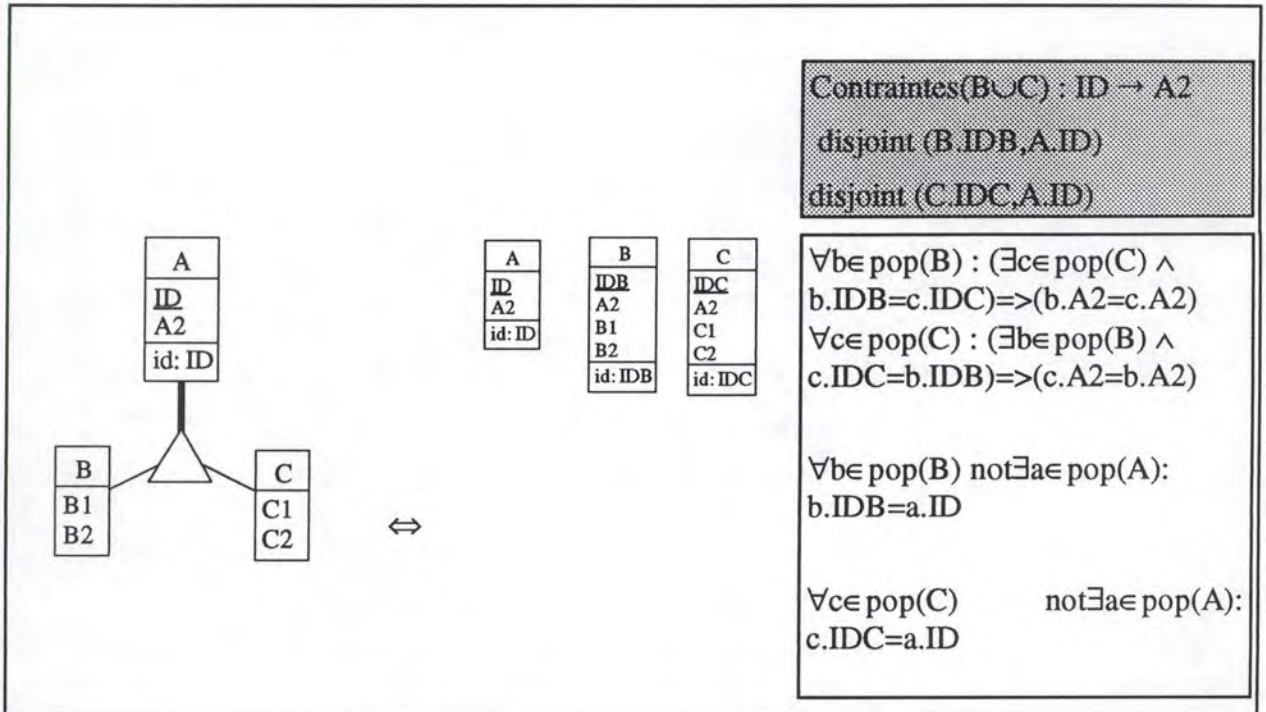 Contraintes(B∪C) : ID → A2
disjoint (B.IDB,A.ID)
disjoint (C.IDC,A.ID)
A
ID
A2
id: ID
B
B1
B2
C
C1
C2
⇔
A
ID
A2
id: ID
B
IDB
A2
B1
B2
id: IDB
C
IDC
A2
C1
C2
id: IDC
∀b∈pop(B) : (∃c∈pop(C) ∧
b.IDB=c.IDC)=>(b.A2=c.A2)
∀c∈pop(C) : (∃b∈pop(B) ∧
c.IDC=b.IDB)=>(c.A2=b.A2)
∀b∈pop(B) not∃a∈pop(A):
b.IDB=a.ID
∀c∈pop(C) not∃a∈pop(A):
c.IDC=a.ID